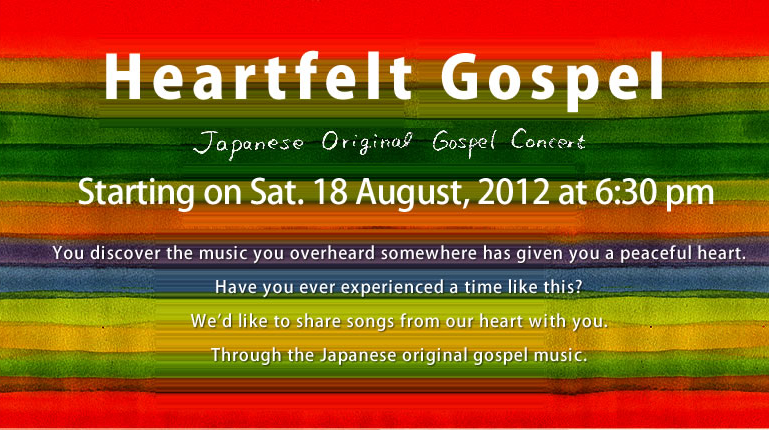 Heartfelt Gospel
Japanese Original Gospel Concert
Starting on Sat. 18 August, 2012 at 6:30 pm
You discover the music you overheard somewhere has given you a peaceful heart.
Have you ever experienced a time like this?
We’d like to share songs from our heart with you.
Through the Japanese original gospel music.